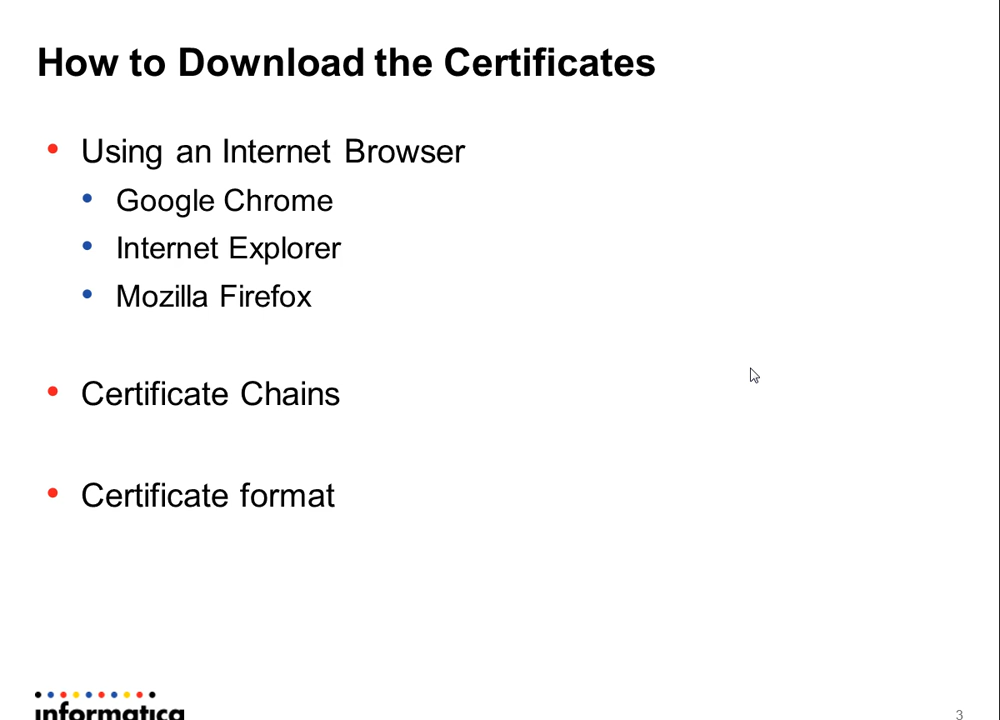 How to Download the Certificates
• Using an Internet Browser
• Google Chrome
• Internet Explorer
• Mozilla Firefox
• Certificate Chains
• Certificate format
informatica
3